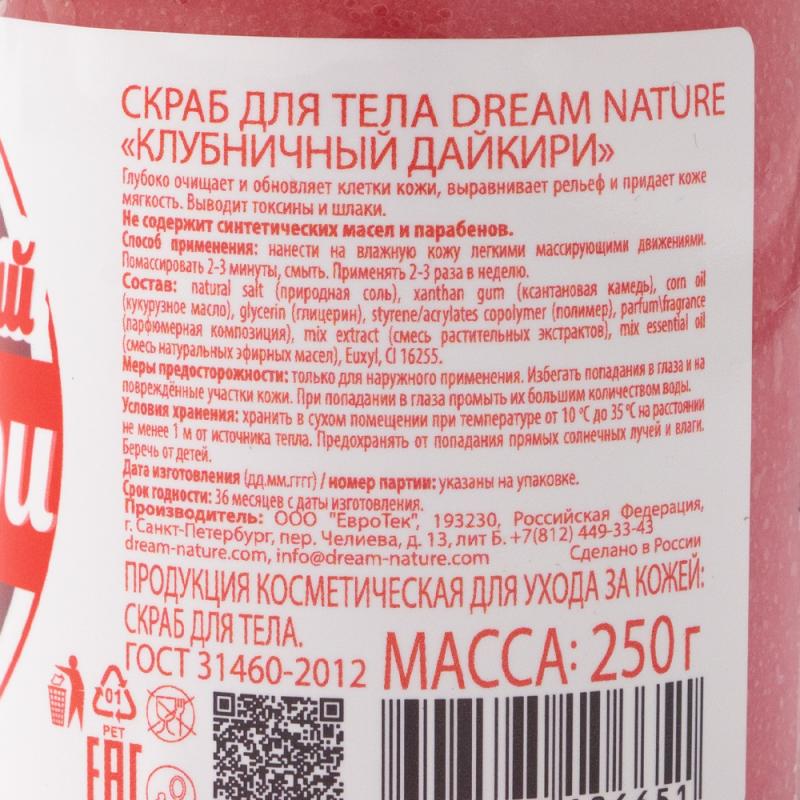 СКРАБ ДЛЯ ТЕЛА DREAM NATURE
«КЛУБНИЧНЫЙ ДАЙКИРИ»
Глубоко очищает и обновляет клетки кожи, выравнивает рельеф и придает коже
мягкость. Выводит токсины и шлаки.
Не содержит синтетических масел и парабенов.
Способ применения: нанести на влажную кожу легкими массирующими движениями.
Помассировать 2-3 минуты, смыть. Применять 2-3 раза в неделю.
Состав: natural salt (природная соль), xanthan gum (ксантановая камедь), corn oil
(кукурузное масло), glycerin (глицерин), styrene/acrylates copolymer (полимер), parfum\fragrance
(парфюмерная композиция), mix extract (смесь растительных экстрактов), mix essential oil
(смесь натуральных эфирных масел), Euxyl, CI 16255.
Меры предосторожности: только для наружного применения. Избегать попадания в глаза и на
повреждённые участки кожи. При попадании в глаза промыть их большим количеством воды.
Условия хранения: хранить в сухом помещении при температуре от 10 °C до 35 °C на расстоянии
не менее 1 м от источника тепла. Предохранять от попадания прямых солнечных лучей и влаги.
Беречь от детей.
Дата изготовления (дд.мм.гггг) / номер партии: указаны на упаковке.
Срок годности: 36 месяцев с даты изготовления.
Производитель: ООО "ЕвроТек", 193230, Российская Федерация,
г. Санкт-Петербург, пер. Челиева, д. 13, лит Б. +7(812) 449-33-43
dream-nature.com, info@dream-nature.com Сделано в России
ПРОДУКЦИЯ КОСМЕТИЧЕСКАЯ ДЛЯ УХОДА ЗА КОЖЕЙ:
СКРАБ ДЛЯ ТЕЛА.
ГОСТ 31460-2012 МАССА: 250 г
01
PET
EAC